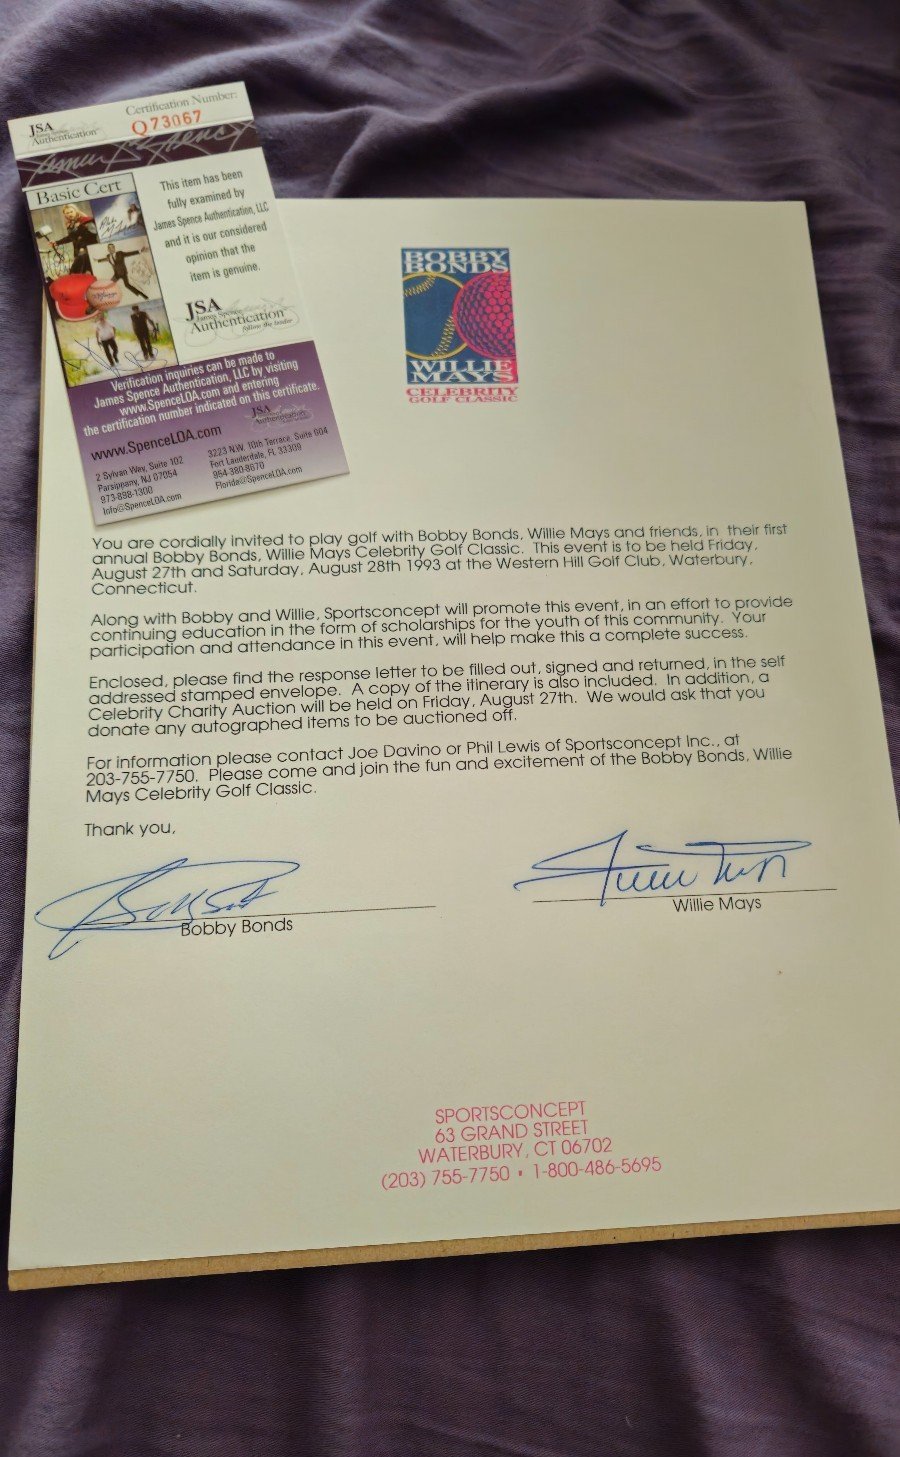 JSA
James Spence
Authentication
Certification Number:
Q73067
James Spence
Basic Cert
This item has been
fully examined by
James Spence Authentication, LLC
and it is our considered
opinion that the
item is genuine.
JSA
James Spence
Authentication
follow the leader
Verification inquiries can be made to
James Spence Authentication, LLC by visiting
www.SpenceLOA.com and entering
the certification number indicated on this certificate.
JSA
Authentication
www.SpenceLOA.com
2 Sylvan Way, Suite 102
Parsippany, NJ 07054
973-898-1300
Info@SpenceLOA.com
3223 N.W. 10th Terrace, Suite 604
Fort Lauderdale, FL 33309
954-380-8670
Florida@SpenceLOA.com
BOBBY
BONDS
WILLIE
MAYS
CELEBRITY
GOLF CLASSIC
You are cordially invited to play golf with Bobby Bonds, Willie Mays and friends, in their first
annual Bobby Bonds, Willie Mays Celebrity Golf Classic. This event is to be held Friday,
August 27th and Saturday, August 28th 1993 at the Western Hill Golf Club, Waterbury,
Connecticut.
Along with Bobby and Willie, Sportsconcept will promote this event, in an effort to provide
continuing education in the form of scholarships for the youth of this community. Your
participation and attendance in this event, will help make this a complete success.
Enclosed, please find the response letter to be filled out, signed and returned, in the self
addressed stamped envelope. A copy of the itinerary is also included. In addition, a
Celebrity Charity Auction will be held on Friday, August 27th. We would ask that you
donate any autographed items to be auctioned off.
For information please contact Joe Davino or Phil Lewis of Sportsconcept Inc., at
203-755-7750. Please come and join the fun and excitement of the Bobby Bonds, Willie
Mays Celebrity Golf Classic.
Thank you,
Bobby Bonds
Willie Mays
Willie Mays
SPORTSCONCEPT
63 GRAND STREET
WATERBURY, CT 06702
(203) 755-7750 • 1-800-486-5695